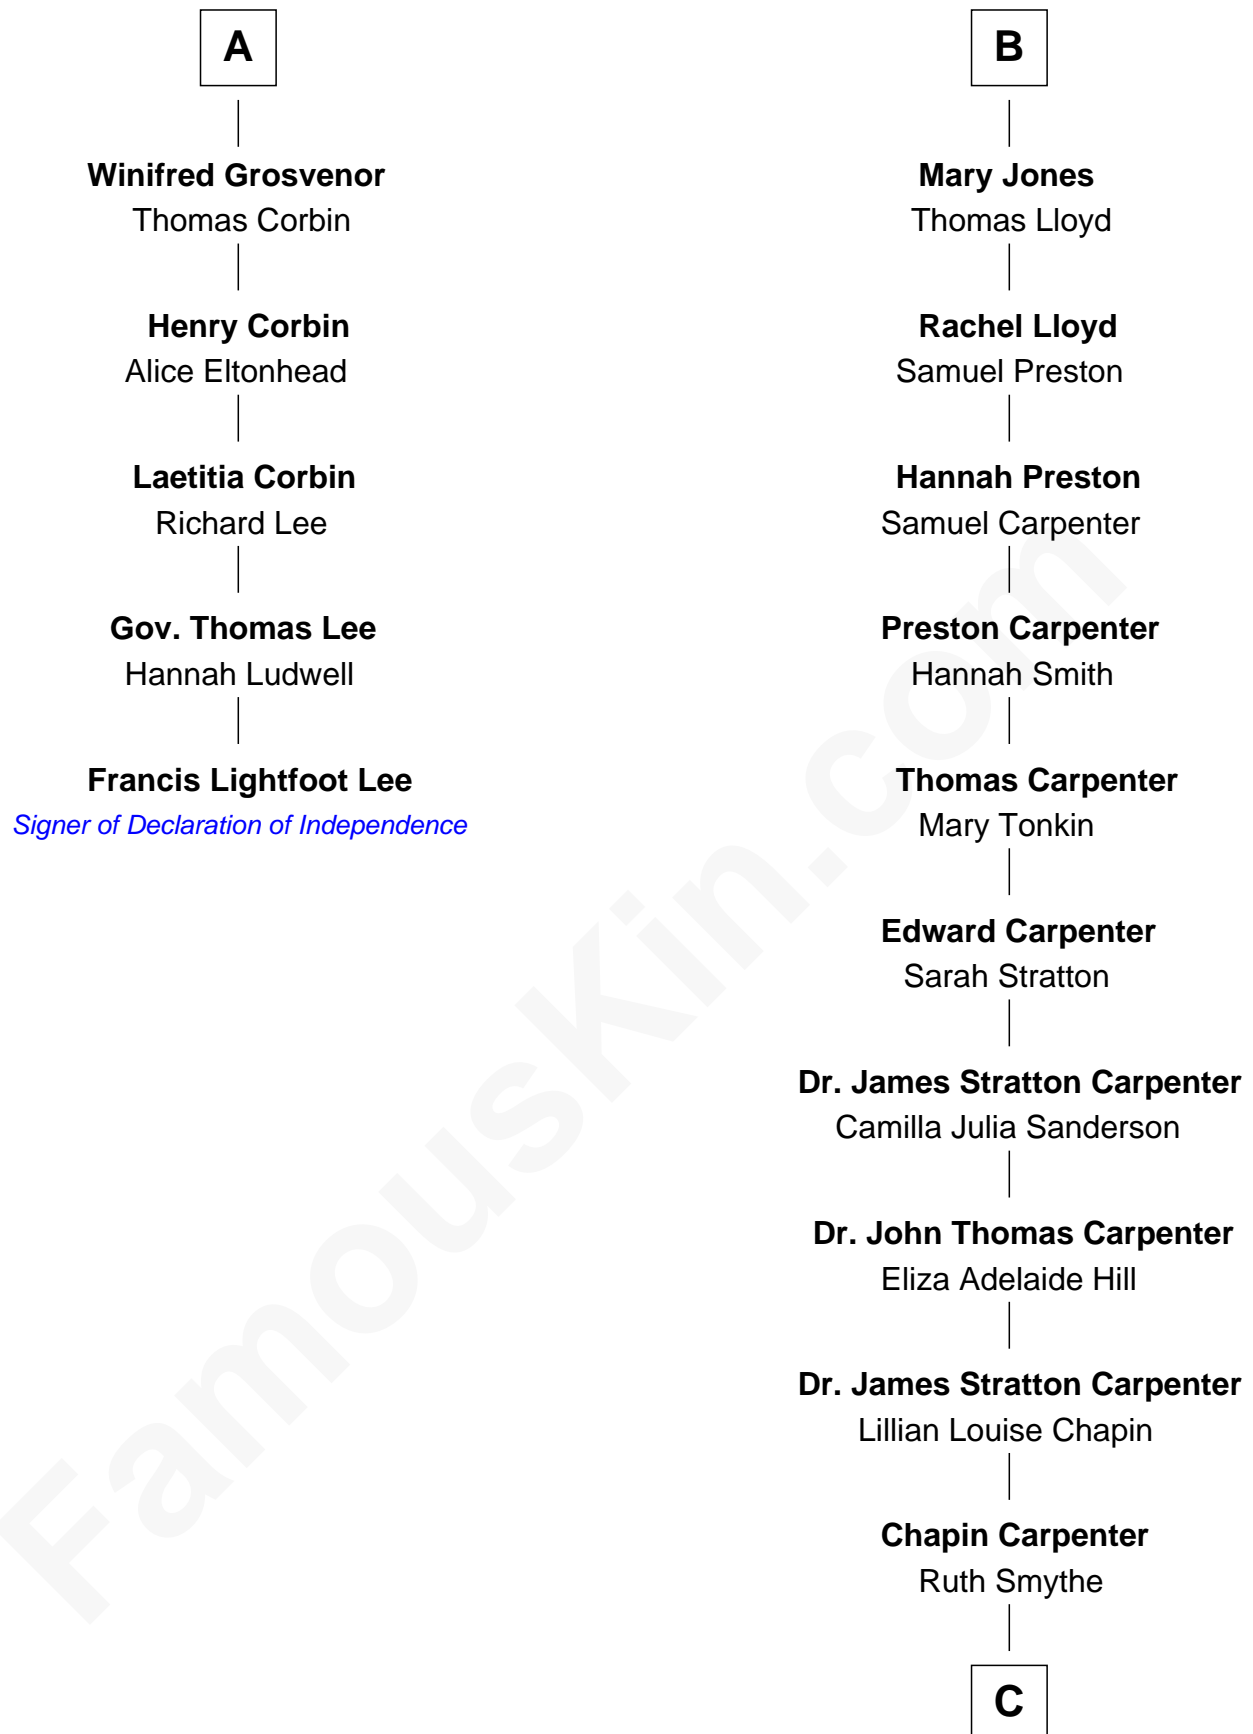 A
Winifred Grosvenor
Thomas Corbin
Henry Corbin
Alice Eltonhead
Laetitia Corbin
Richard Lee
Gov. Thomas Lee
Hannah Ludwell
Francis Lightfoot Lee
Signer of Declaration of Independence
B
Mary Jones
Thomas Lloyd
Rachel Lloyd
Samuel Preston
Hannah Preston
Samuel Carpenter
Preston Carpenter
Hannah Smith
Thomas Carpenter
Mary Tonkin
Edward Carpenter
Sarah Stratton
Dr. James Stratton Carpenter
Camilla Julia Sanderson
Dr. John Thomas Carpenter
Eliza Adelaide Hill
Dr. James Stratton Carpenter
Lillian Louise Chapin
Chapin Carpenter
Ruth Smythe
C
FamousKin.com